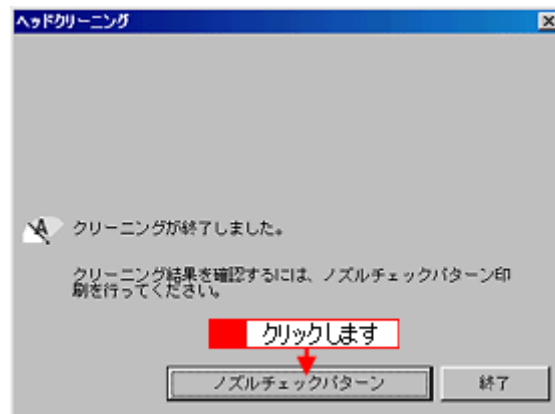 ヘッドクリーニング
クリーニングが終了しました。
クリーニング結果を確認するには、ノズルチェックパターン印
刷を行ってください。
クリックします
ノズルチェックパターン
終了